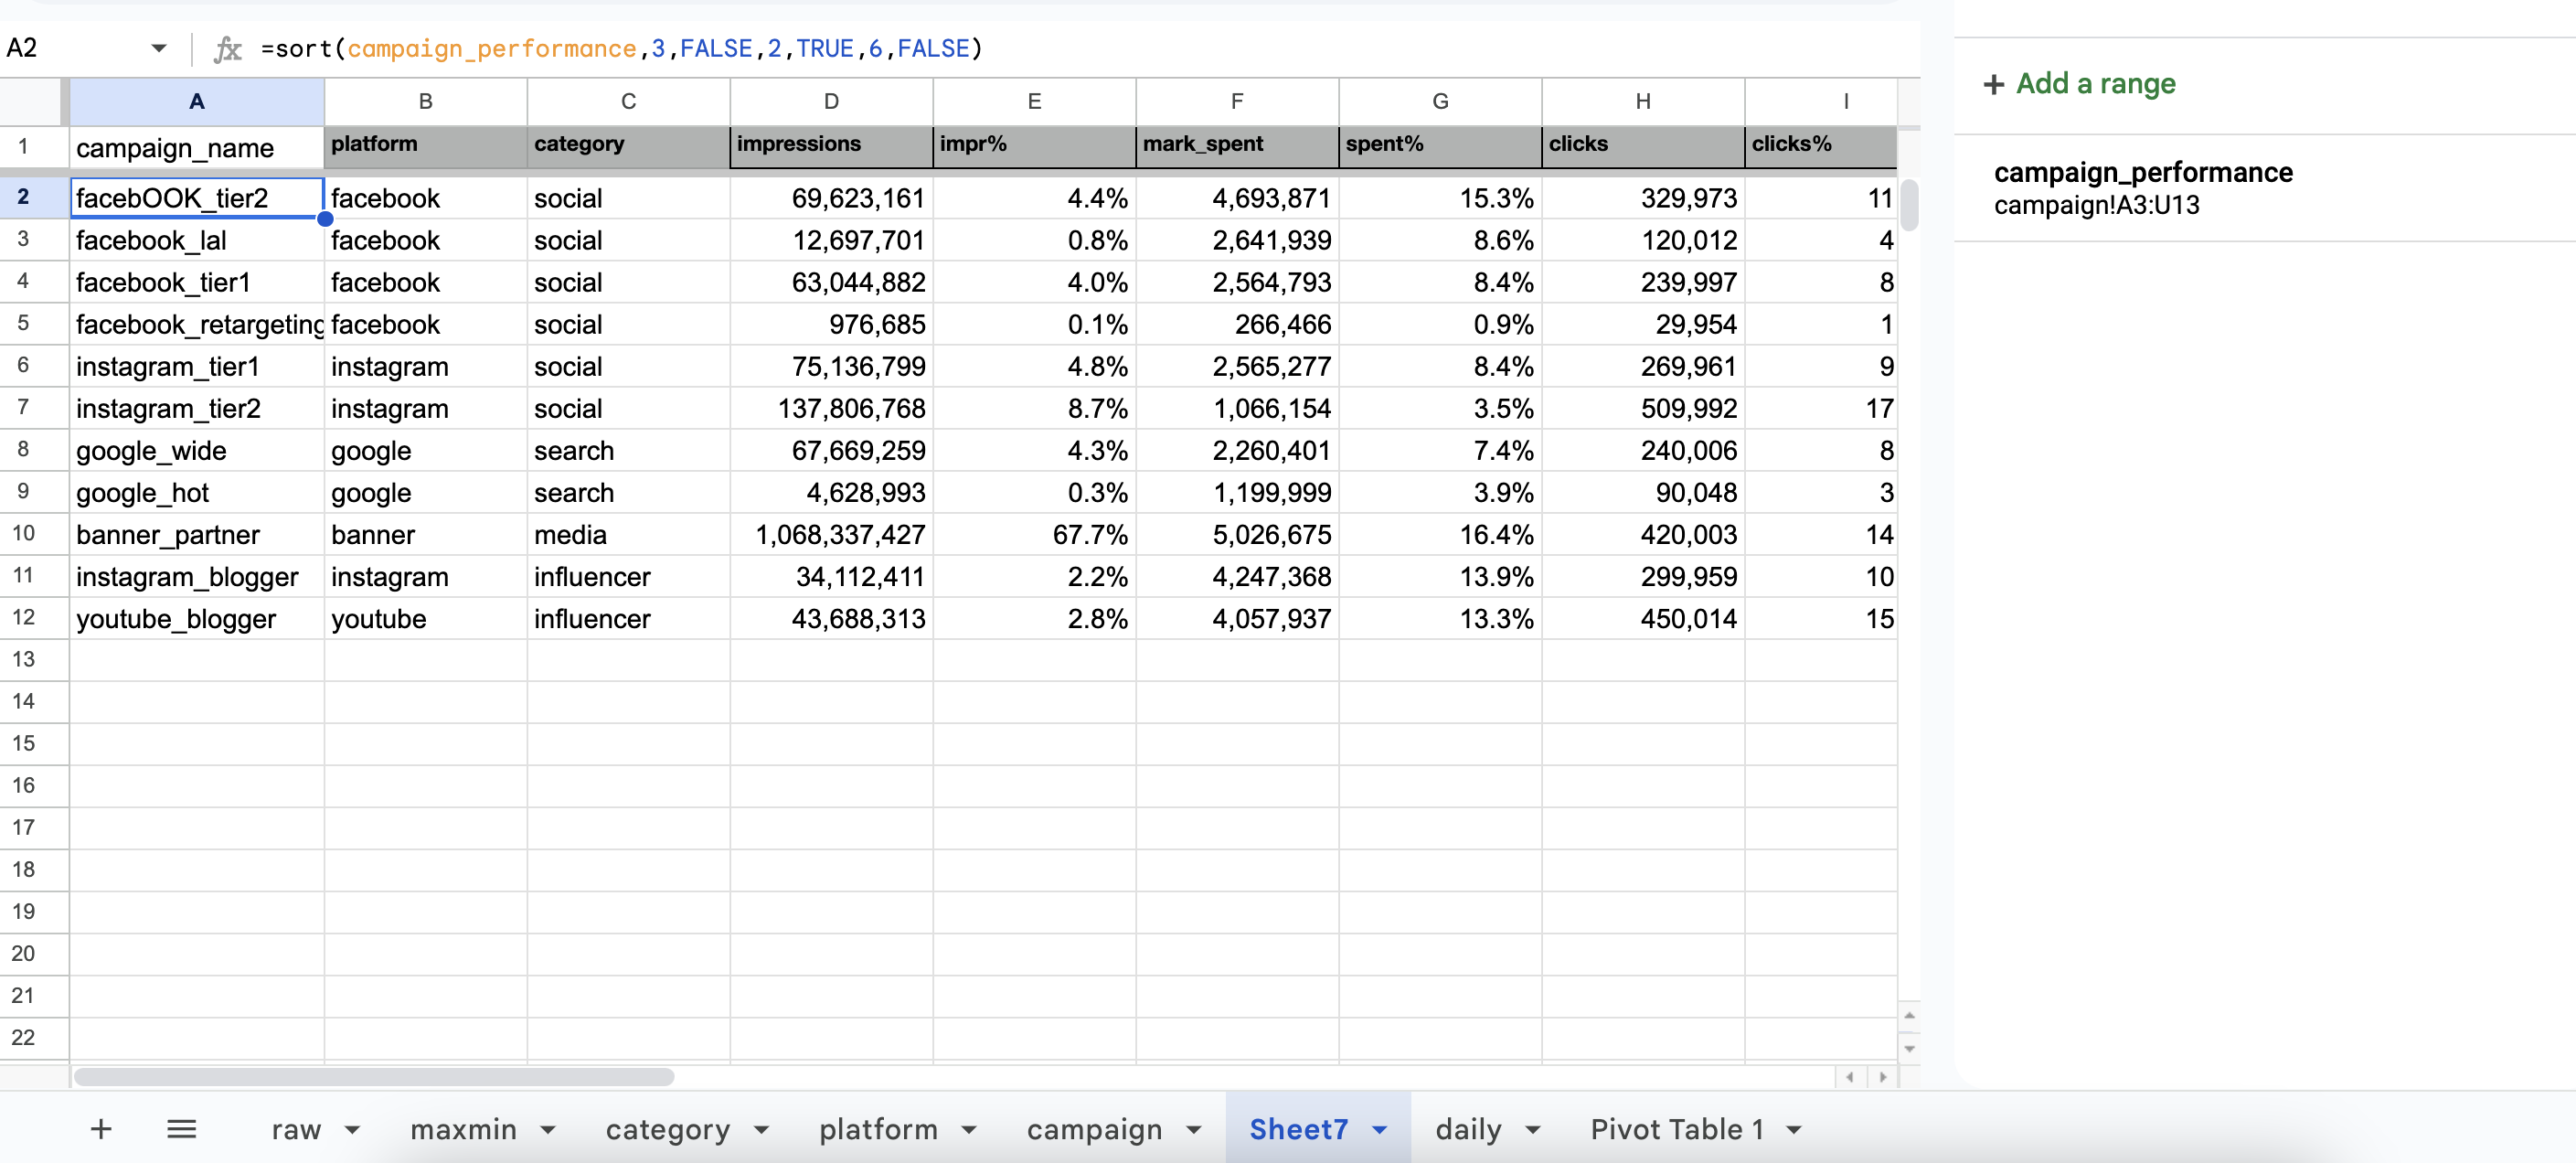 A2 fx =sort(campaign_performance,3,FALSE,2,TRUE,6,FALSE)
A B C D E F G H I
1 campaign_name platform category impressions impr% mark_spent spent% clicks clicks%
2 facebOOK_tier2 facebook social 69,623,161 4.4% 4,693,871 15.3% 329,973 11
3 facebook_lal facebook social 12,697,701 0.8% 2,641,939 8.6% 120,012 4
4 facebook_tier1 facebook social 63,044,882 4.0% 2,564,793 8.4% 239,997 8
5 facebook_retargeting facebook social 976,685 0.1% 266,466 0.9% 29,954 1
6 instagram_tier1 instagram social 75,136,799 4.8% 2,565,277 8.4% 269,961 9
7 instagram_tier2 instagram social 137,806,768 8.7% 1,066,154 3.5% 509,992 17
8 google_wide google search 67,669,259 4.3% 2,260,401 7.4% 240,006 8
9 google_hot google search 4,628,993 0.3% 1,199,999 3.9% 90,048 3
10 banner_partner banner media 1,068,337,427 67.7% 5,026,675 16.4% 420,003 14
11 instagram_blogger instagram influencer 34,112,411 2.2% 4,247,368 13.9% 299,959 10
12 youtube_blogger youtube influencer 43,688,313 2.8% 4,057,937 13.3% 450,014 15
13
14
15
16
17
18
19
20
21
22
+ Add a range
campaign_performance
campaign!A3:U13
+ raw maxmin category platform campaign Sheet7 daily Pivot Table 1